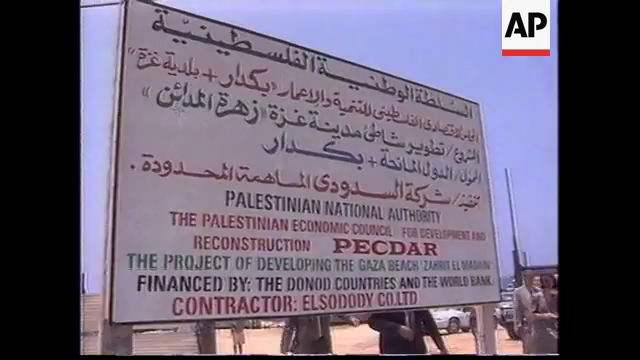 AP
السلطة الوطنية الفلسطينية
المجلس الاقتصادي الفلسطيني للتنمية والاعمار "بكدار + بلدية غزة"
المشروع / تطوير شاطئ مدينة غزة "زهرة المدائن"
الممول / الدول المانحة + بكدار
تنفيذ / شركة السدودى المساهمة المحدودة .
PALESTINIAN NATIONAL AUTHORITY
THE PALESTINIAN ECONOMIC COUNCIL FOR DEVELOPMENT AND
RECONSTRUCTION PECDAR
THE PROJECT OF DEVELOPING THE GAZA BEACH 'ZAHRIT EL MADAIN'
FINANCED BY: THE DONOD COUNTRIES AND THE WORLD BANK
CONTRACTOR: ELSODODY CO.LTD